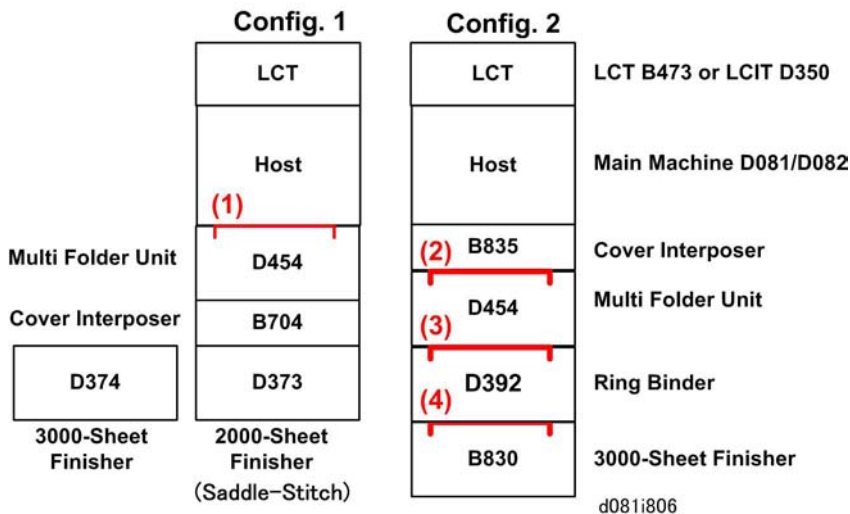 Config. 1
Config. 2
LCT
LCT
LCT B473 or LCIT D350
Host
Host
Main Machine D081/D082
(1)
(2)
B835
Cover Interposer
Multi Folder Unit
D454
D454
Multi Folder Unit
Cover Interposer
B704
(3)
D374
D373
D392
Ring Binder
(4)
3000-Sheet
Finisher
2000-Sheet
Finisher
(Saddle-Stitch)
B830
3000-Sheet Finisher
d081i806